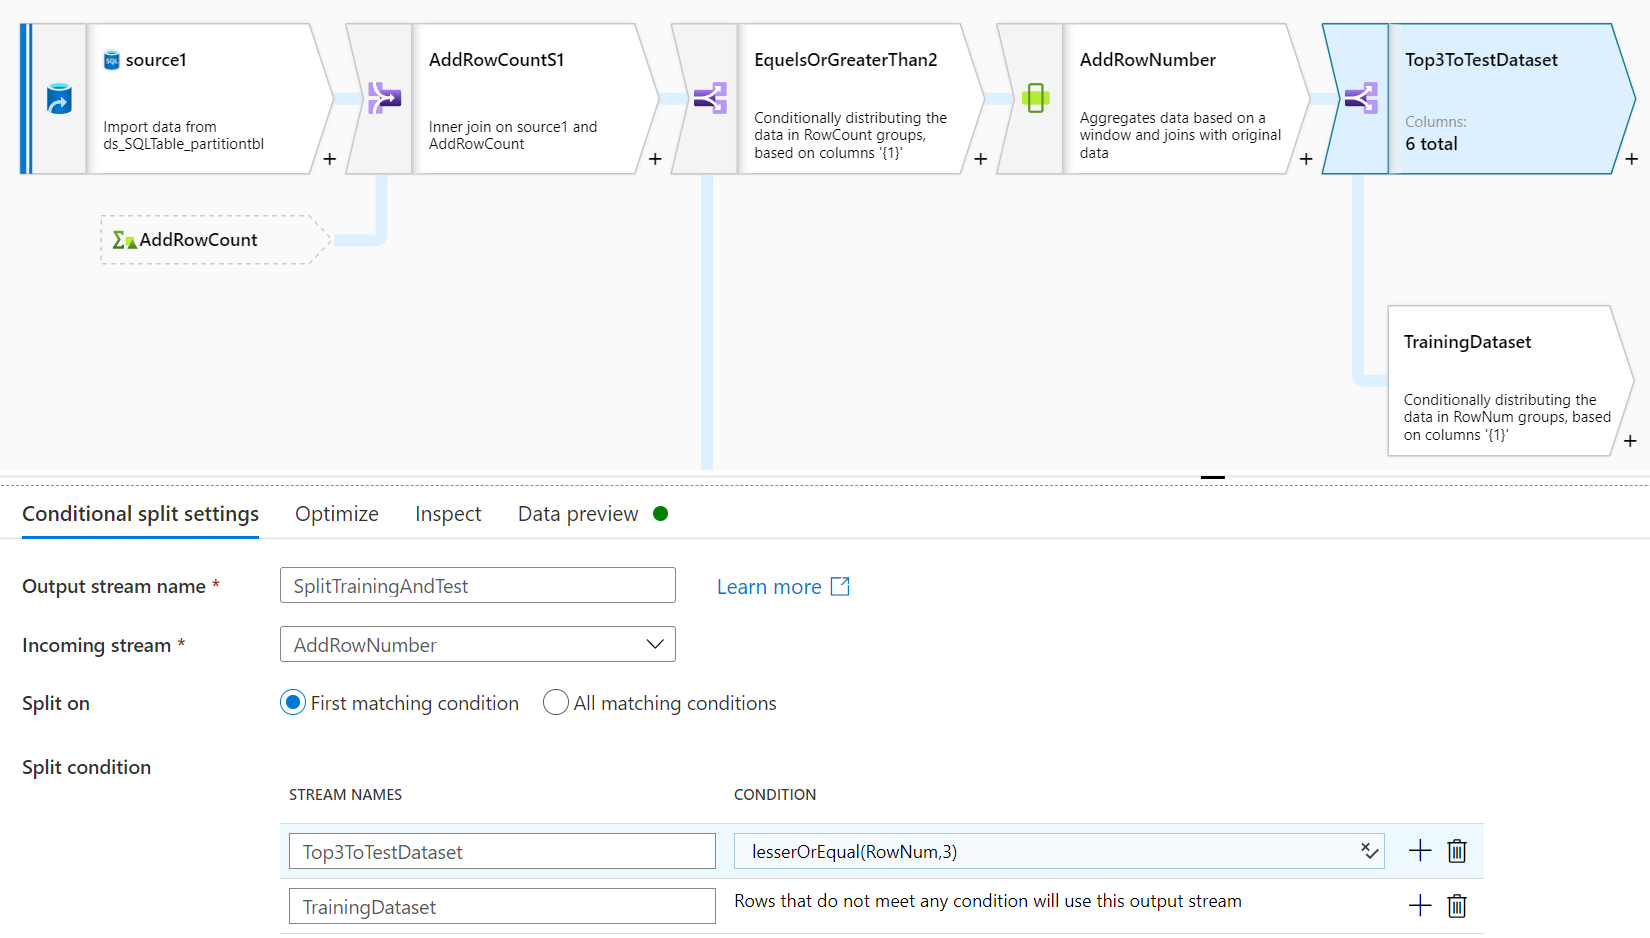 source1
Import data from
ds_SQLTable_partitiontbl
+
AddRowCountS1
Inner join on source1 and
AddRowCount
+
EquelsOrGreaterThan2
Conditionally distributing the
data in RowCount groups,
based on columns '{1}'
+
AddRowNumber
Aggregates data based on a
window and joins with original
data
+
Top3ToTestDataset
Columns:
6 total
+
AddRowCount
TrainingDataset
Conditionally distributing the
data in RowNum groups, based
on columns '{1}'
+
Conditional split settings Optimize Inspect Data preview
Output stream name * SplitTrainingAndTest Learn more
Incoming stream * AddRowNumber
Split on First matching condition All matching conditions
Split condition
STREAM NAMES CONDITION
Top3ToTestDataset lesserOrEqual(RowNum,3)
TrainingDataset Rows that do not meet any condition will use this output stream